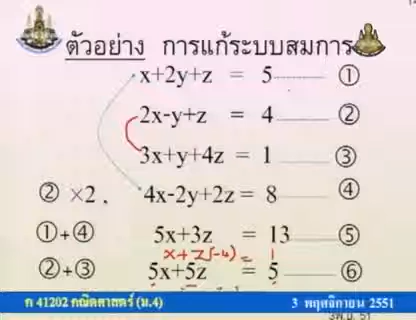 ตัวอย่าง การแก้ระบบสมการ
x+2y+z = 5 ①
2x-y+z = 4 ②
3x+y+4z = 1 ③
② ×2, 4x-2y+2z = 8 ④
①+④ 5x+3z = 13 ⑤
x+z(-4) = 1
②+③ 5x+5z = 5 ⑥
ค 41202 คณิตศาสตร์ (ม.4) 3 พฤศจิกายน 2551